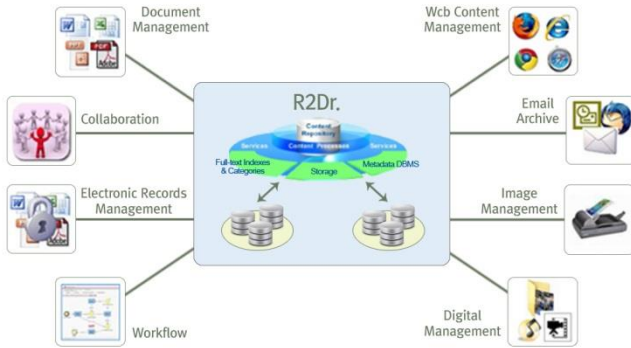 Document
Management
Wcb Content
Management
R2Dr.
Collaboration
Email
Archive
Content
Repository
Services
Content Processes
Services
Full-text Indexes
& Categories
Storage
Metadata DBMS
Electronic Records
Management
Image
Management
Workflow
Digital
Management